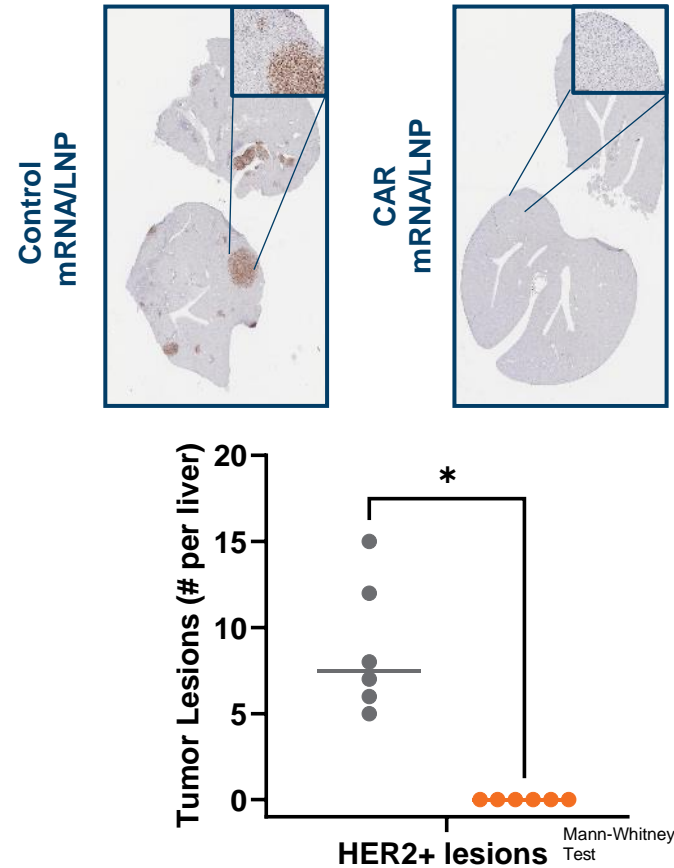 Control
mRNA/LNP
CAR
mRNA/LNP
Tumor Lesions (# per liver)
20
15
10
5
0
*
HER2+ lesions
Mann-Whitney
Test